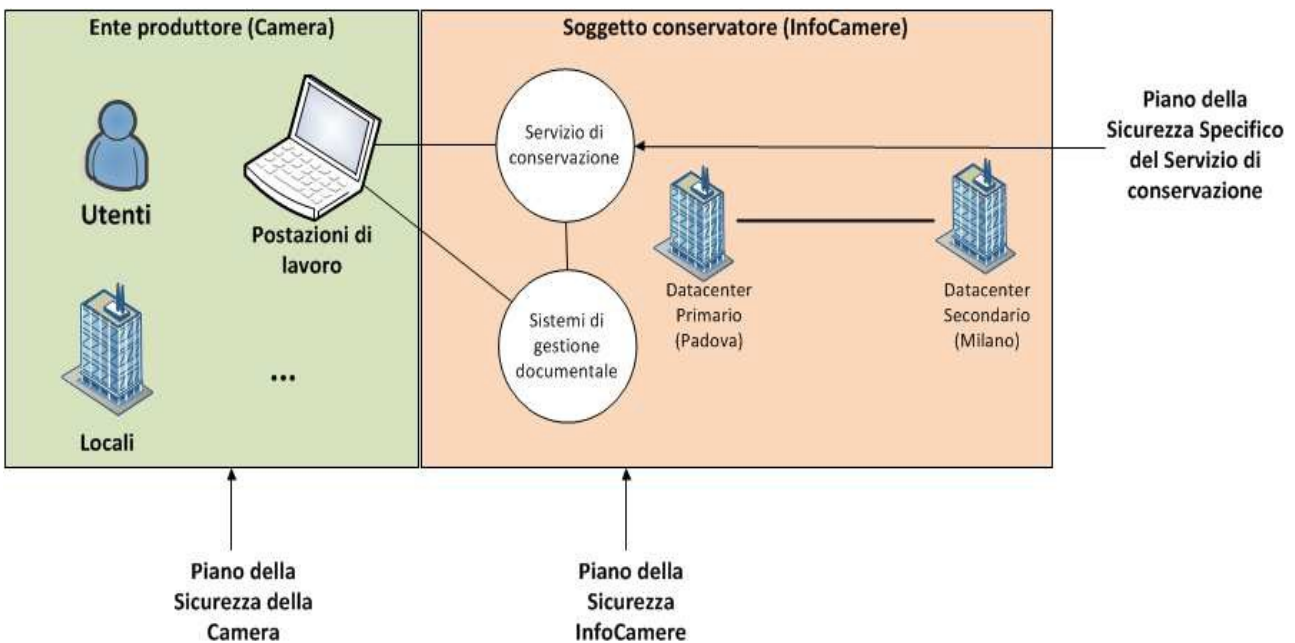 Ente produttore (Camera)
Soggetto conservatore (InfoCamere)
Utenti
Postazioni di
lavoro
Locali
...
Servizio di
conservazione
Sistemi di
gestione
documentale
Datacenter
Primario
(Padova)
Datacenter
Secondario
(Milano)
Piano della
Sicurezza Specifico
del Servizio di
conservazione
Piano della
Sicurezza della
Camera
Piano della
Sicurezza
InfoCamere